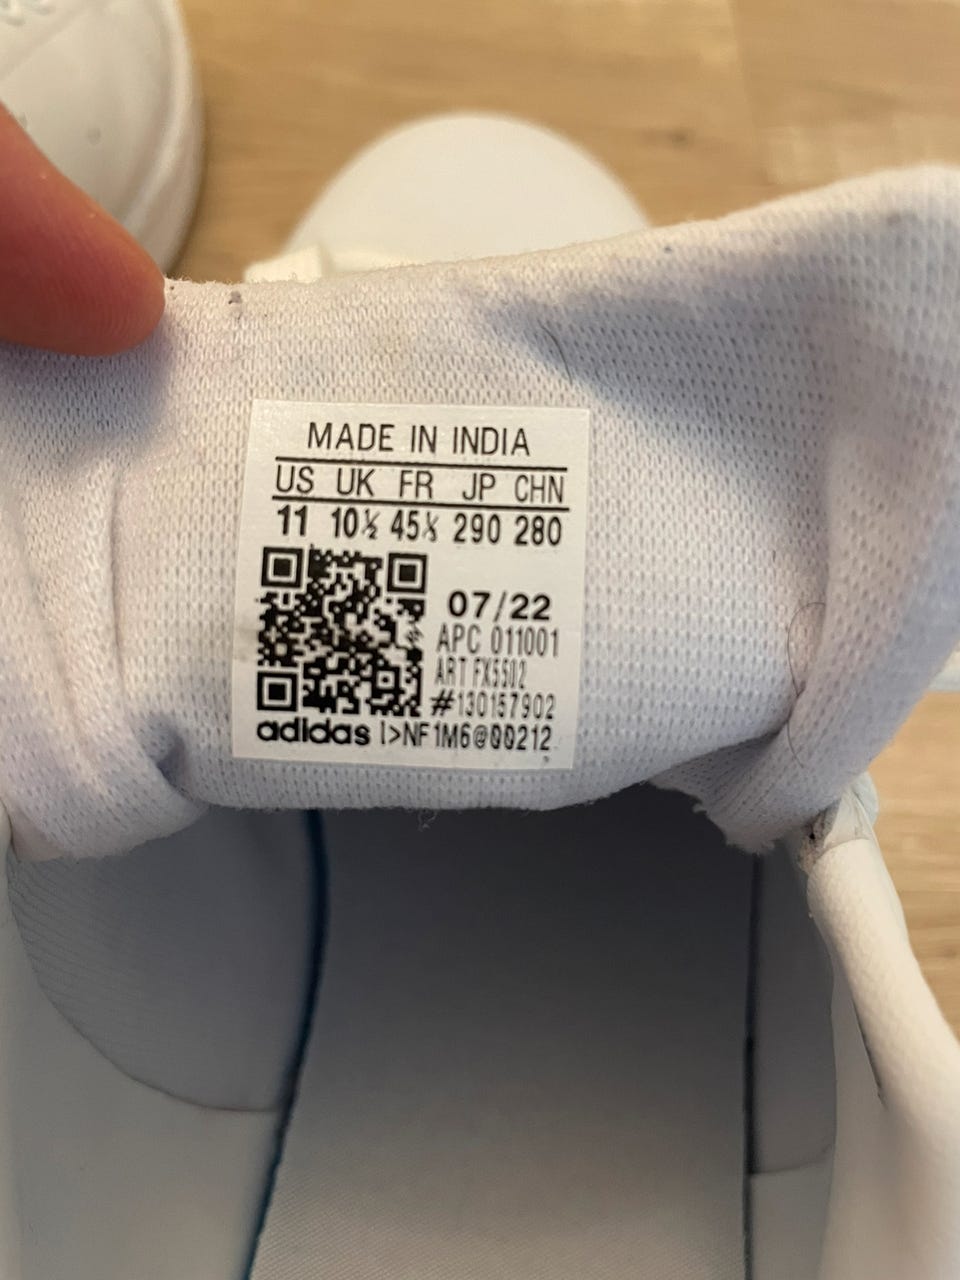 MADE IN INDIA
US UK FR JP CHN
11 10½ 45⅓ 290 280
07/22
APC 011001
ART FX5502
#130157902
adidas 1>NF1M6@00212